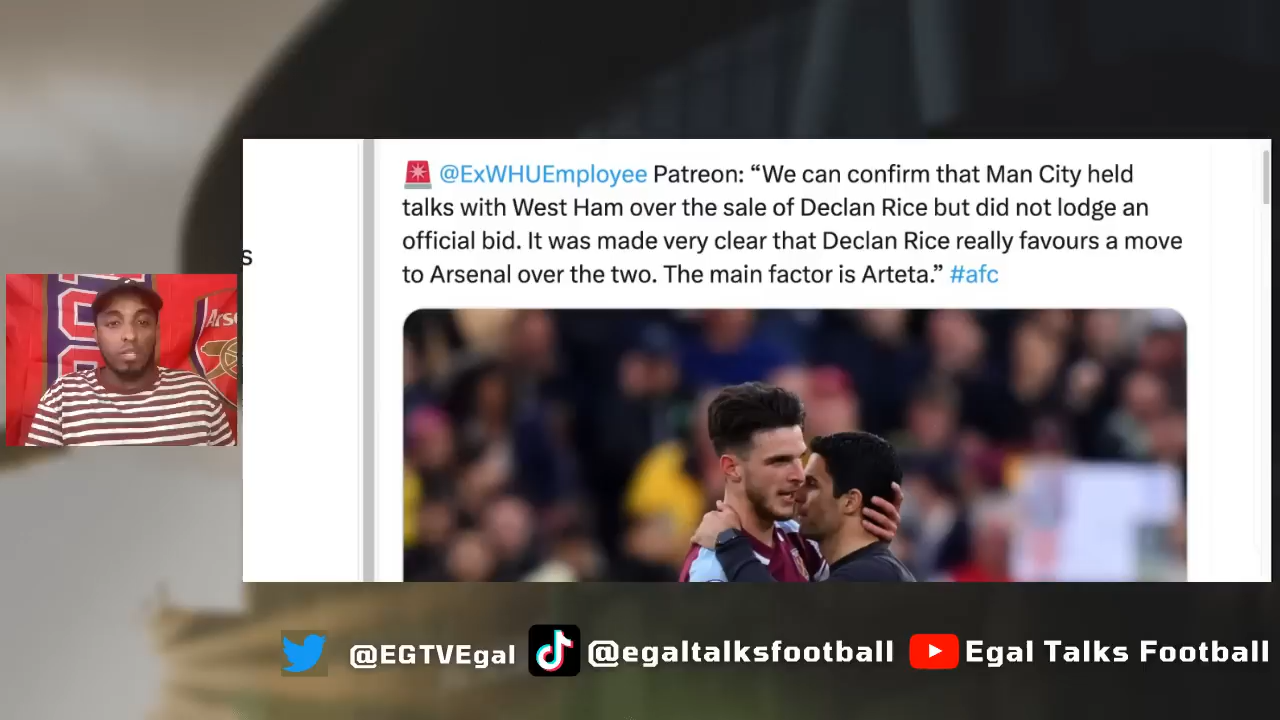 @ExWHUEmployee Patreon: “We can confirm that Man City held
talks with West Ham over the sale of Declan Rice but did not lodge an
official bid. It was made very clear that Declan Rice really favours a move
to Arsenal over the two. The main factor is Arteta.” #afc
s
Arse
@EGTVEgal @egaltalksfootball Egal Talks Football